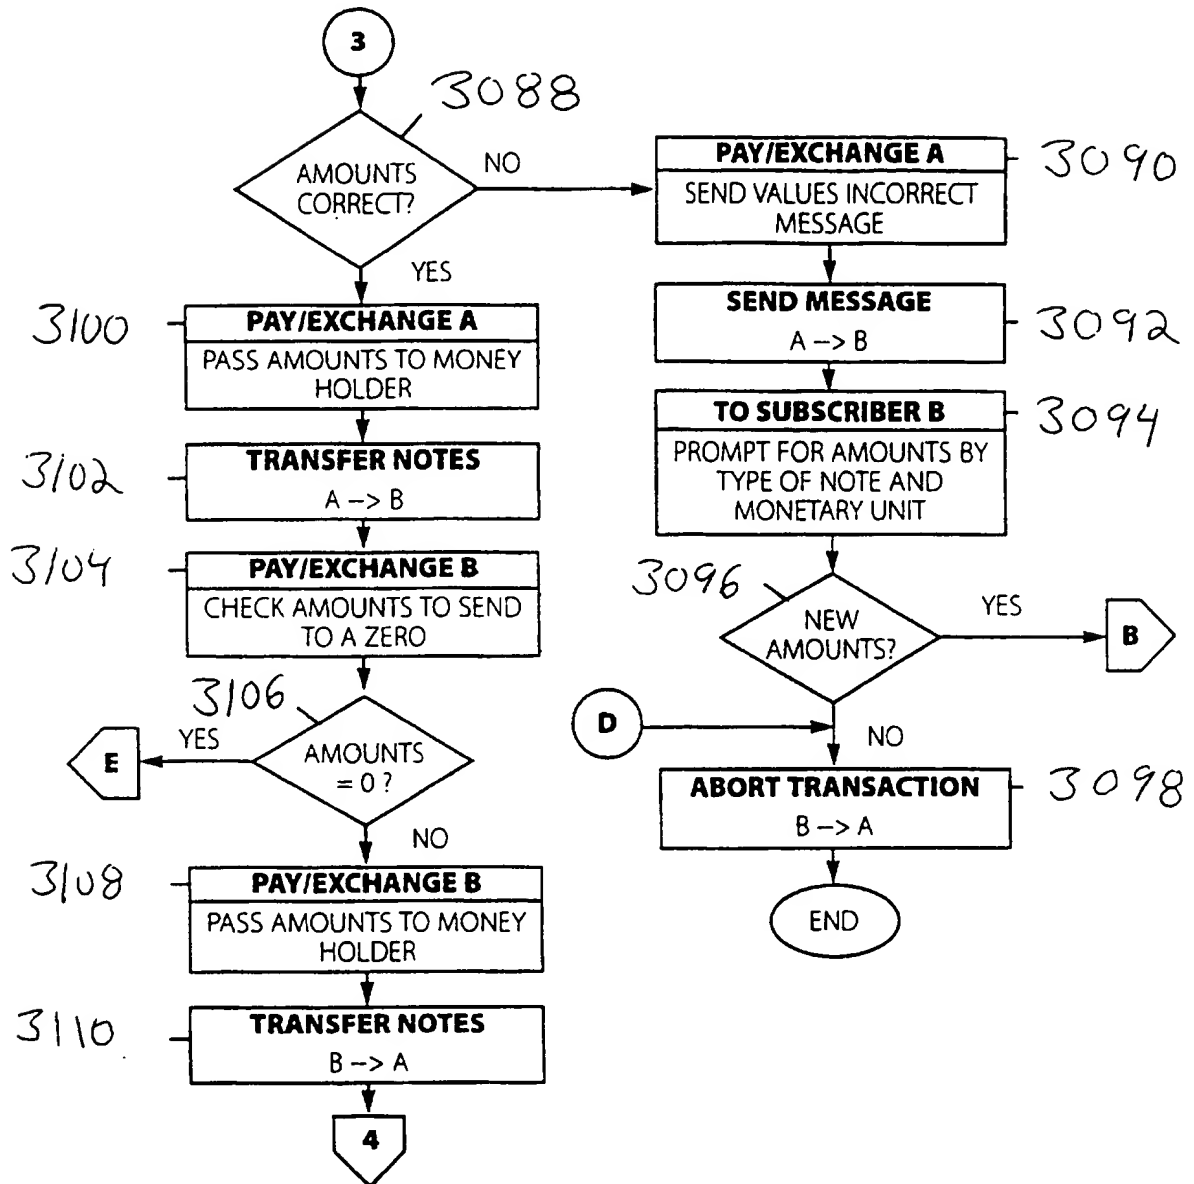 3
3088
AMOUNTS
CORRECT?
NO
YES
PAY/EXCHANGE A
3090
SEND VALUES INCORRECT
MESSAGE
SEND MESSAGE
3092
A –> B
TO SUBSCRIBER B
3094
PROMPT FOR AMOUNTS BY
TYPE OF NOTE AND
MONETARY UNIT
3096
NEW
AMOUNTS?
YES
B
D
NO
ABORT TRANSACTION
3098
B –> A
END
3100
PAY/EXCHANGE A
PASS AMOUNTS TO MONEY
HOLDER
3102
TRANSFER NOTES
A –> B
3104
PAY/EXCHANGE B
CHECK AMOUNTS TO SEND
TO A ZERO
3106
YES
E
AMOUNTS
= 0 ?
NO
3108
PAY/EXCHANGE B
PASS AMOUNTS TO MONEY
HOLDER
3110
TRANSFER NOTES
B –> A
4